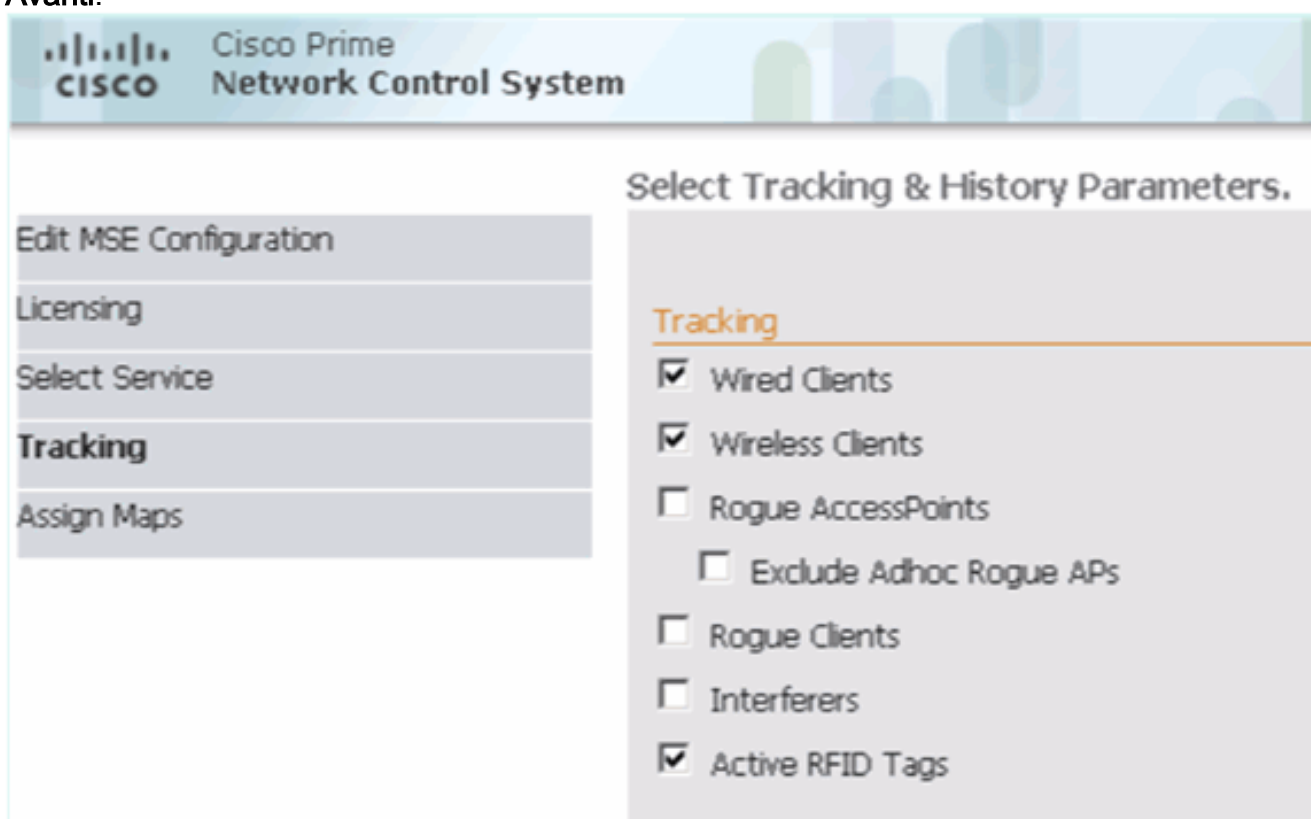 Avanti.
CISCO
Cisco Prime
Network Control System
Select Tracking & History Parameters.
Edit MSE Configuration
Licensing
Select Service
Tracking
Assign Maps
Tracking
Wired Clients
Wireless Clients
Rogue AccessPoints
Exclude Adhoc Rogue APs
Rogue Clients
Interferers
Active RFID Tags